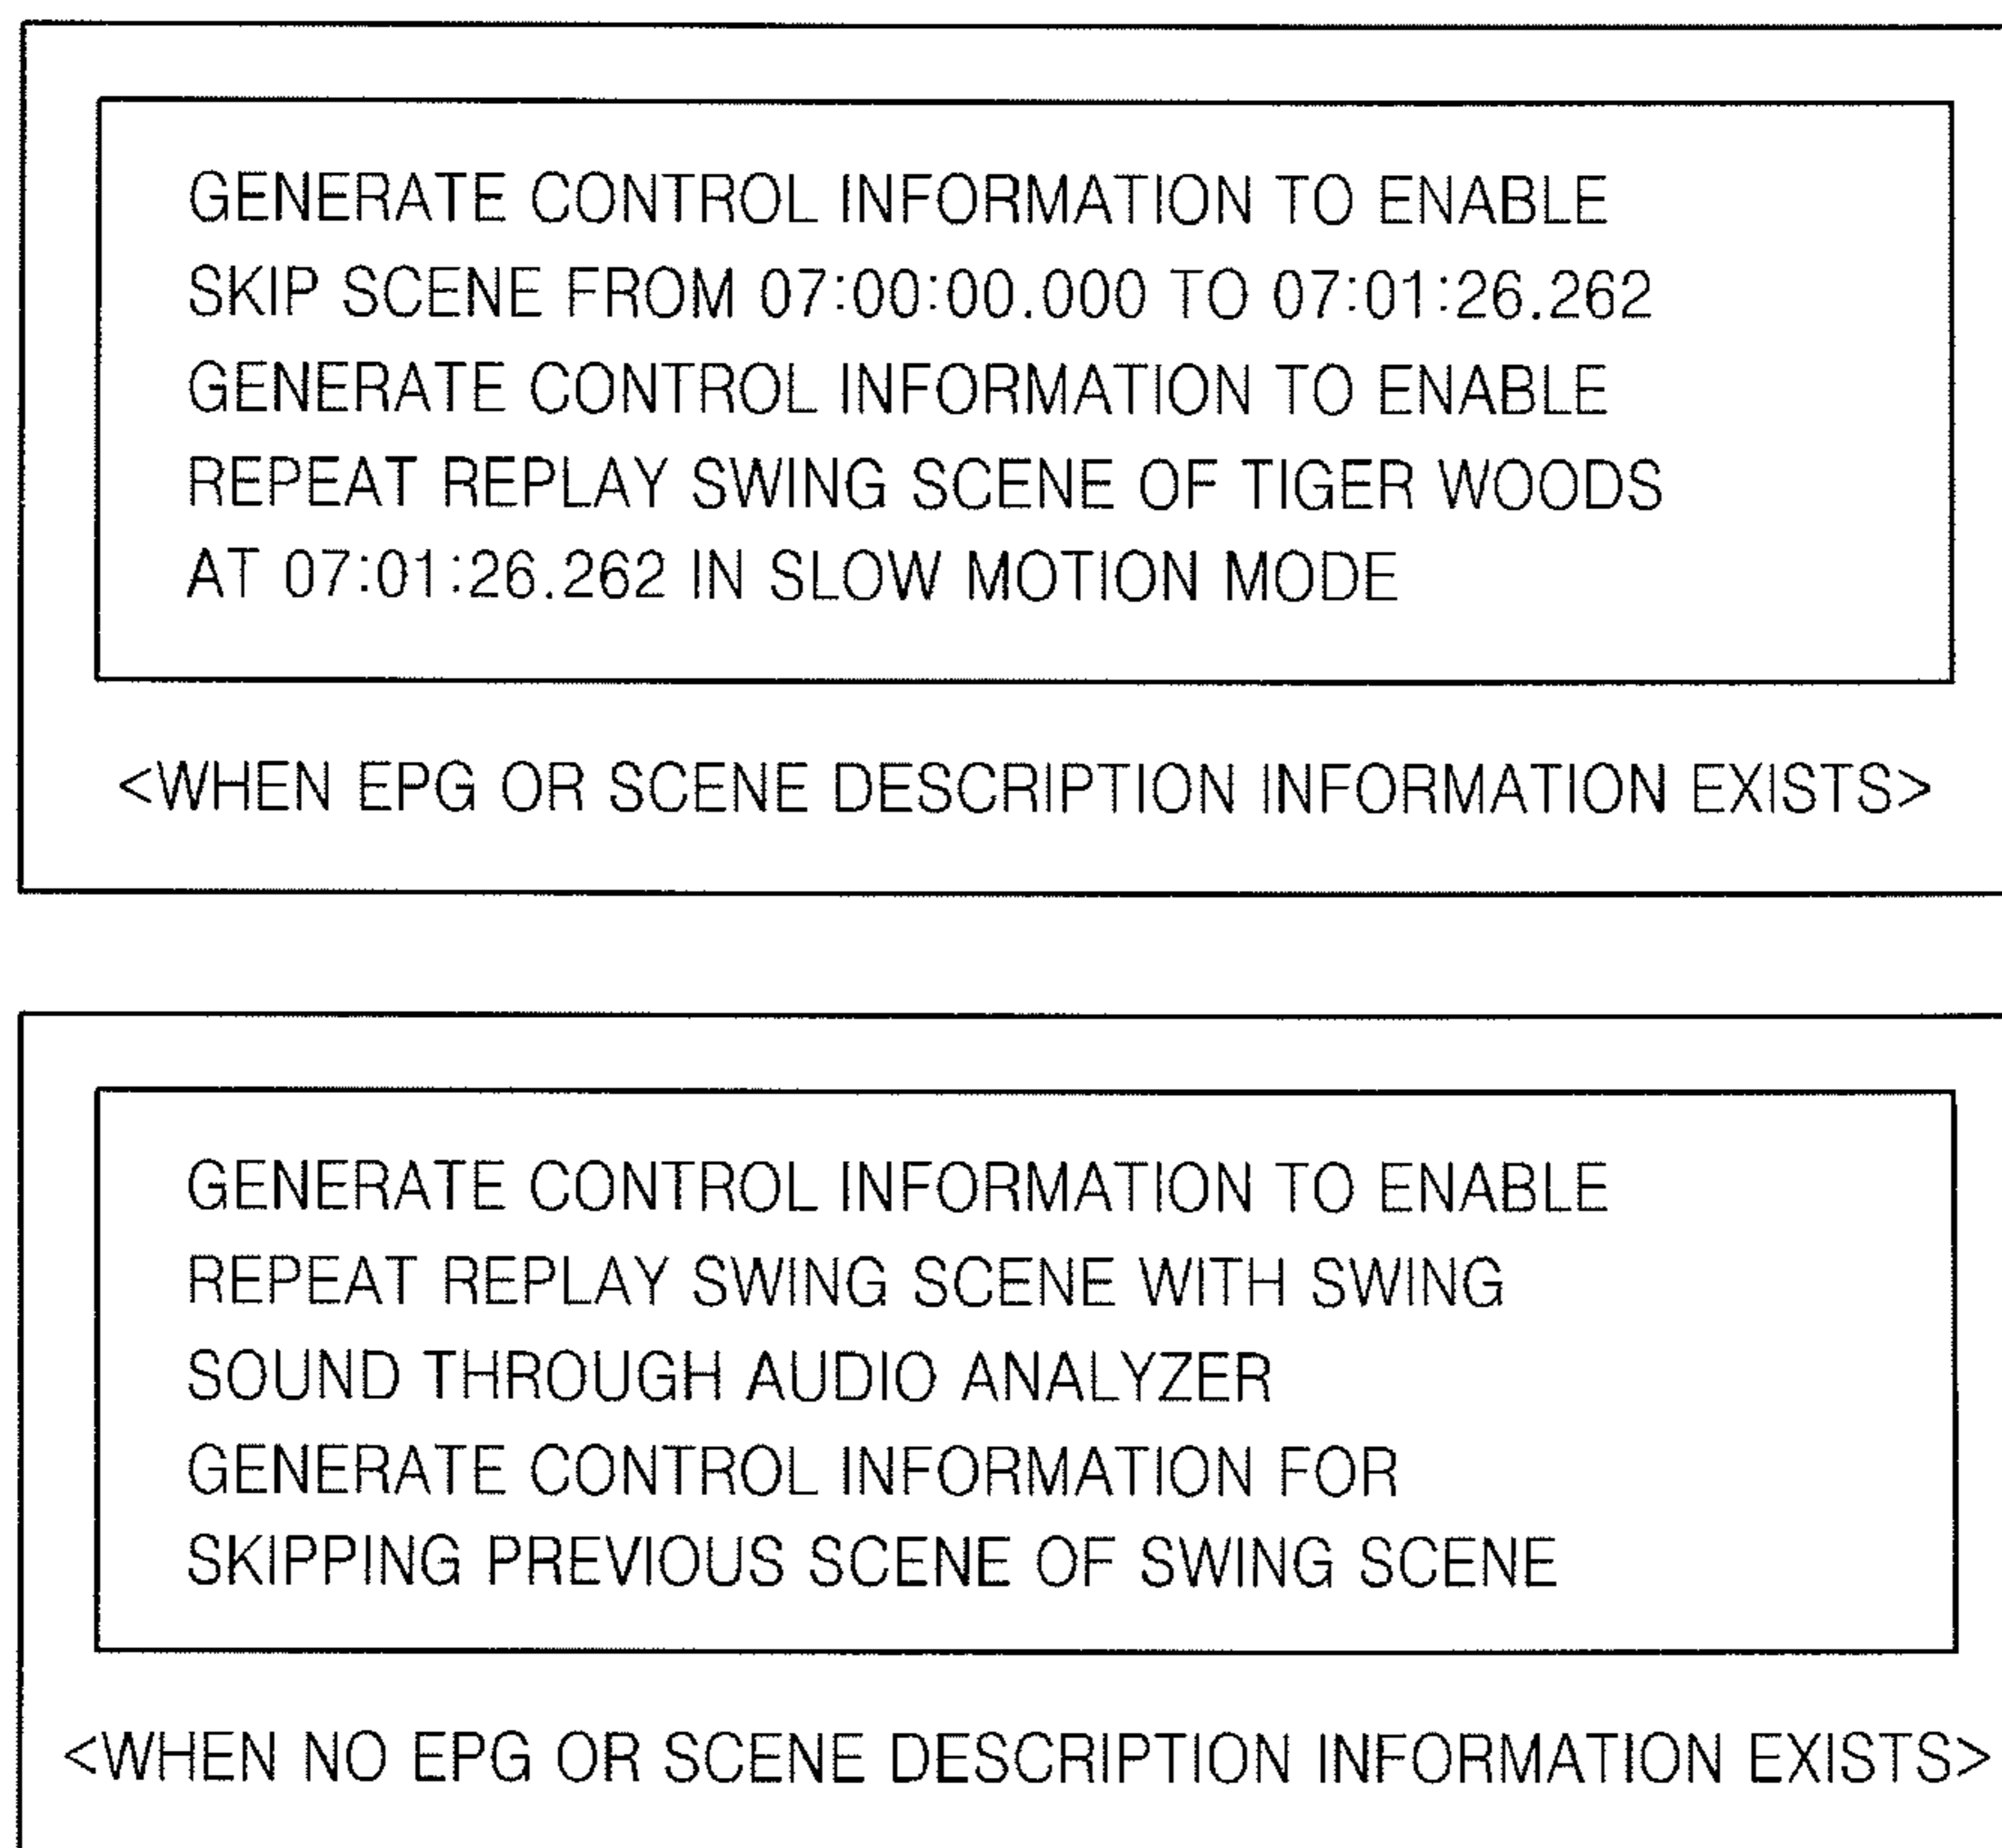 GENERATE CONTROL INFORMATION TO ENABLE
SKIP SCENE FROM 07:00:00.000 TO 07:01:26.262
GENERATE CONTROL INFORMATION TO ENABLE
REPEAT REPLAY SWING SCENE OF TIGER WOODS
AT 07:01:26.262 IN SLOW MOTION MODE
<WHEN EPG OR SCENE DESCRIPTION INFORMATION EXISTS>
GENERATE CONTROL INFORMATION TO ENABLE
REPEAT REPLAY SWING SCENE WITH SWING
SOUND THROUGH AUDIO ANALYZER
GENERATE CONTROL INFORMATION FOR
SKIPPING PREVIOUS SCENE OF SWING SCENE
<WHEN NO EPG OR SCENE DESCRIPTION INFORMATION EXISTS>